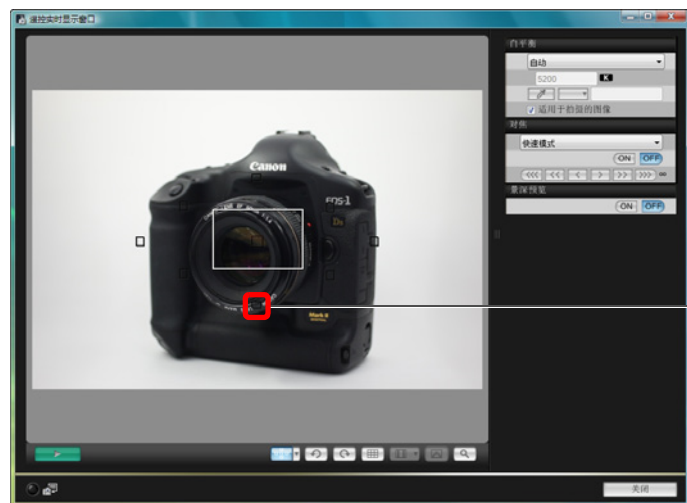 遥控实时显示窗口
白平衡
自动
5200
K
适用于拍摄的图像
对焦
快速模式
ON OFF
景深预览
ON OFF
Canon
EOS-1
Ds
Mark II
关闭